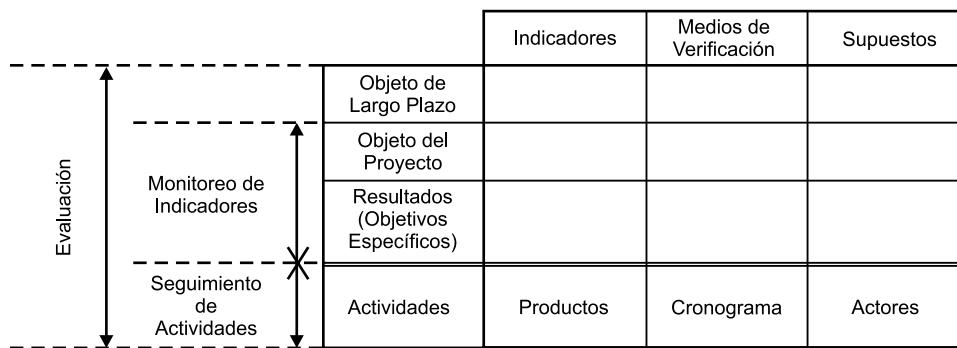 Indicadores
Medios de
Verificación
Supuestos
Objeto de
Largo Plazo
Objeto del
Proyecto
Resultados
(Objetivos
Específicos)
Evaluación
Monitoreo de
Indicadores
Seguimiento
de
Actividades
Actividades
Productos
Cronograma
Actores